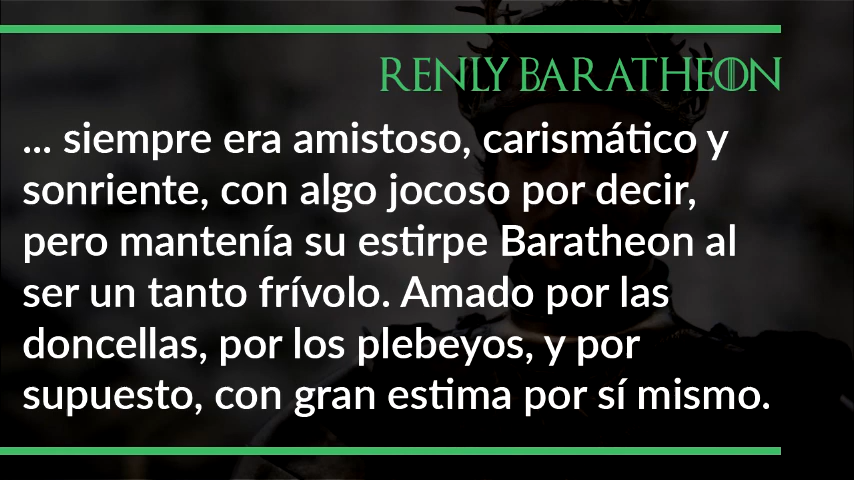 RENLY BARATHEON
... siempre era amistoso, carismático y
sonriente, con algo jocoso por decir,
pero mantenía su estirpe Baratheon al
ser un tanto frívolo. Amado por las
doncellas, por los plebeyos, y por
supuesto, con gran estima por sí mismo.